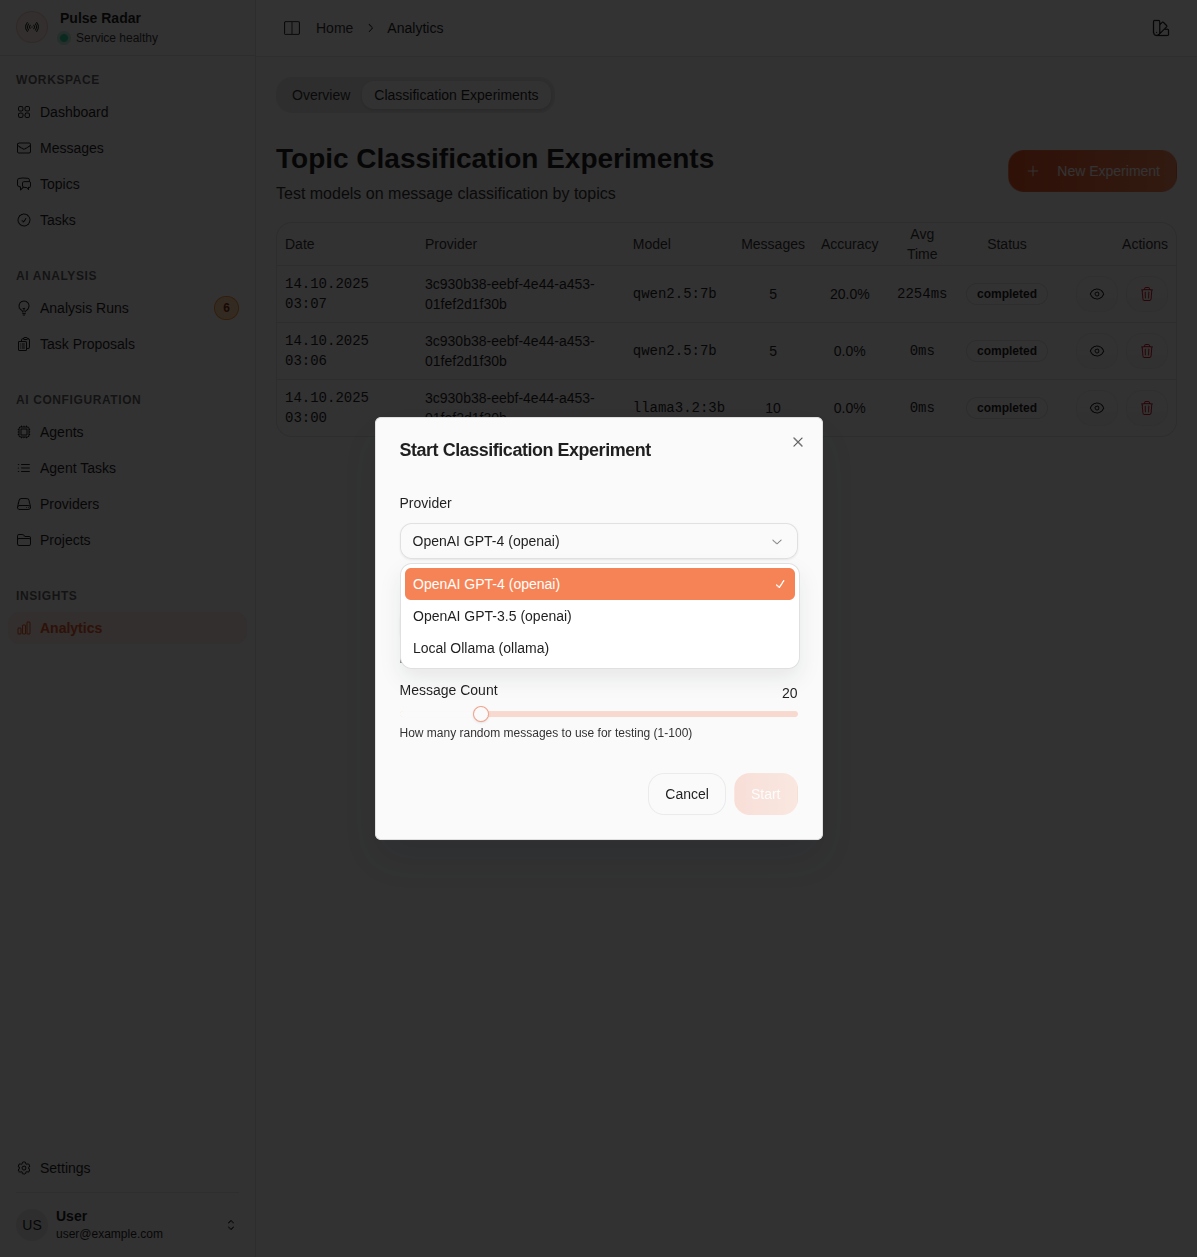 Pulse Radar
Service healthy
WORKSPACE
Dashboard
Messages
Topics
Tasks
AI ANALYSIS
Analysis Runs
6
Task Proposals
AI CONFIGURATION
Agents
Agent Tasks
Providers
Projects
INSIGHTS
Analytics
Settings
US
User
user@example.com
Home
Analytics
Overview
Classification Experiments
Topic Classification Experiments
Test models on message classification by topics
New Experiment
Date Provider Model Messages Accuracy Avg Time Status Actions
14.10.2025 03:07 3c930b38-eebf-4e44-a453-01fef2d1f30b qwen2.5:7b 5 20.0% 2254ms completed
14.10.2025 03:06 3c930b38-eebf-4e44-a453-01fef2d1f30b qwen2.5:7b 5 0.0% 0ms completed
14.10.2025 03:00 3c930b38-eebf-4e44-a453- llama3.2:3b 10 0.0% 0ms completed
Start Classification Experiment
Provider
OpenAI GPT-4 (openai)
OpenAI GPT-4 (openai)
OpenAI GPT-3.5 (openai)
Local Ollama (ollama)
Message Count
20
How many random messages to use for testing (1-100)
Cancel
Start